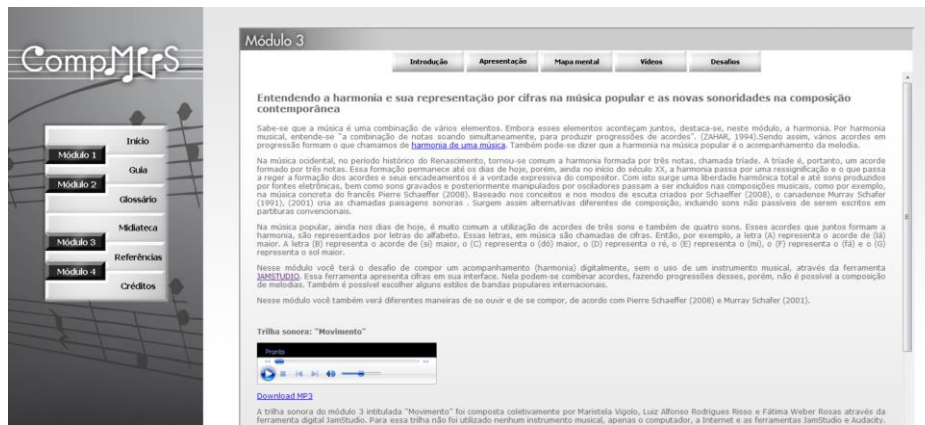 CompMUS
Início
Módulo 1
Guia
Módulo 2
Glossário
Midiateca
Módulo 3
Referências
Módulo 4
Créditos
Módulo 3
Introdução Apresentação Mapa mental Vídeos Desafios
Entendendo a harmonia e sua representação por cifras na música popular e as novas sonoridades na composição
contemporânea
Sabe-se que a música é uma combinação de vários elementos. Embora esses elementos aconteçam juntos, destaca-se, neste módulo, a harmonia. Por harmonia
musical, entende-se "a combinação de notas soando simultaneamente, para produzir progressões de acordes". (ZAHAR, 1994).Sendo assim, vários acordes em
progressão formam o que chamamos de harmonia de uma música. Também pode-se dizer que a harmonia na música popular é o acompanhamento da melodia.
Na música ocidental, no período histórico do Renascimento, tornou-se comum a harmonia formada por três notas, chamada tríade. A tríade é, portanto, um acorde
formado por três notas. Essa formação permanece até os dias de hoje, porém, ainda no início do século XX, a harmonia passa por uma ressignificação e o que passa
a reger a formação dos acordes e seus encadeamentos é a vontade expressiva do compositor. Com isto surge uma liberdade harmônica total e até sons produzidos
por fontes eletrônicas, bem como sons gravados e posteriormente manipulados por osciladores passam a ser incluídos nas composições musicais, como por exemplo,
na música concreta do francês Pierre Schaeffer (2008). Baseado nos conceitos e nos modos de escuta criados por Schaeffer (2008), o canadense Murray Schafer
(1991), (2001) cria as chamadas paisagens sonoras . Surgem assim alternativas diferentes de composição, incluindo sons não passíveis de serem escritos em
partituras convencionais.
Na música popular, ainda nos dias de hoje, é muito comum a utilização de acordes de três sons e também de quatro sons. Esses acordes que juntos formam a
harmonia, são representados por letras do alfabeto. Essas letras, em música são chamadas de cifras. Então, por exemplo, a letra (A) representa o acorde de (lá)
maior. A letra (B) representa o acorde de (si) maior, o (C) representa o (dó) maior, o (D) representa o ré, o (E) representa o (mi), o (F) representa o (fá) e o (G)
representa o sol maior.
Nesse módulo você terá o desafio de compor um acompanhamento (harmonia) digitalmente, sem o uso de um instrumento musical, através da ferramenta
JAMSTUDIO. Essa ferramenta apresenta cifras em sua interface. Nela podem-se combinar acordes, fazendo progressões desses, porém, não é possível a composição
de melodias. Também é possível escolher alguns estilos de bandas populares internacionais.
Nesse módulo você também verá diferentes maneiras de se ouvir e de se compor, de acordo com Pierre Schaeffer (2008) e Murray Schafer (2001).
Trilha sonora: "Movimento"
Pronto
Download MP3
A trilha sonora do módulo 3 intitulada "Movimento" foi composta coletivamente por Maristela Vigolo, Luiz Alfonso Rodrigues Risso e Fátima Weber Rosas através da
ferramenta digital JamStudio. Para essa trilha não foi utilizado nenhum instrumento musical, apenas o computador, a Internet e as ferramentas JamStudio e Audacity.